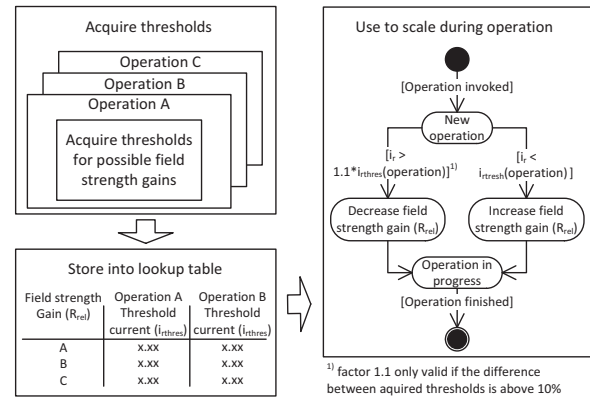 Acquire thresholds
Operation C
Operation B
Operation A
Acquire thresholds
for possible field
strength gains
Store into lookup table
Field strength Gain (Rrel) | Operation A Threshold current (irthres) | Operation B Threshold current (irthres)
A x.xx x.xx
B x.xx x.xx
C x.xx x.xx
Use to scale during operation
[Operation invoked]
New
operation
[ir >
1.1*irthres(operation)]1)
[ir <
irtresh(operation) ]
Decrease field
strength gain (Rrel)
Increase field
strength gain (Rrel)
Operation in
progress
[Operation finished]
1) factor 1.1 only valid if the difference
between aquired thresholds is above 10%